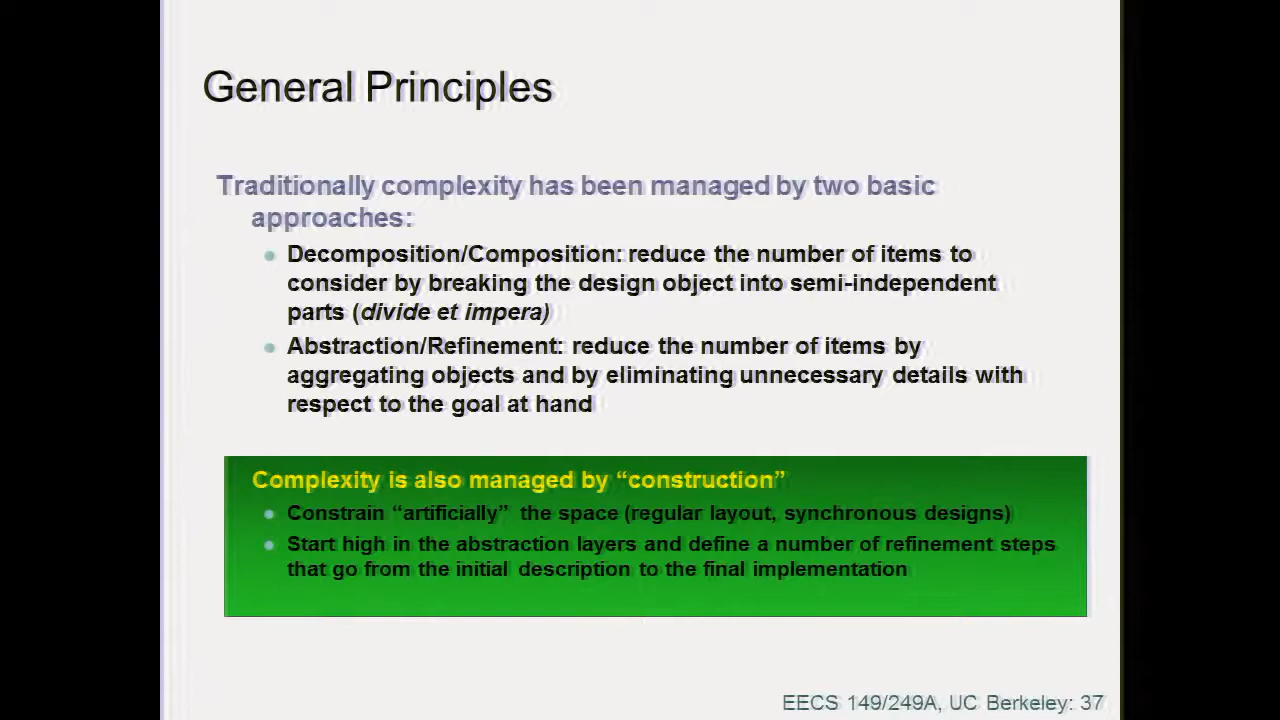 General Principles
Traditionally complexity has been managed by two basic
approaches:
Decomposition/Composition: reduce the number of items to
consider by breaking the design object into semi-independent
parts (divide et impera)
Abstraction/Refinement: reduce the number of items by
aggregating objects and by eliminating unnecessary details with
respect to the goal at hand
Complexity is also managed by “construction”
Constrain “artificially” the space (regular layout, synchronous designs)
Start high in the abstraction layers and define a number of refinement steps
that go from the initial description to the final implementation
EECS 149/249A, UC Berkeley: 37